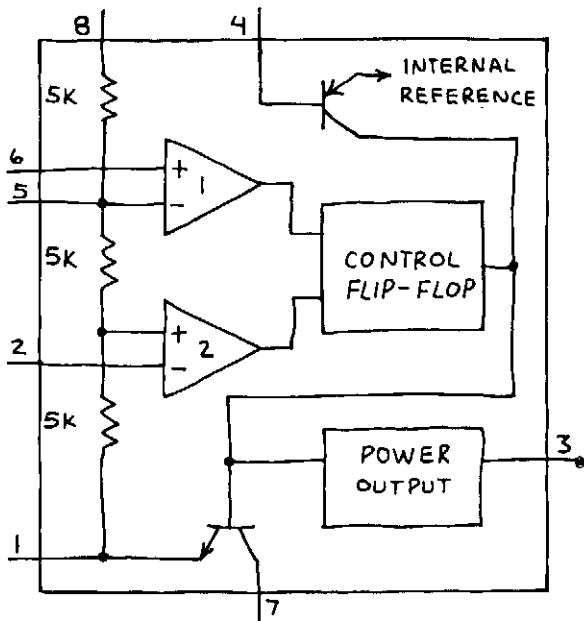 8
4
5K
INTERNAL
REFERENCE
6
+
1
5
-
5K
CONTROL
FLIP-FLOP
+
2
2
-
5K
POWER
OUTPUT
3
1
7